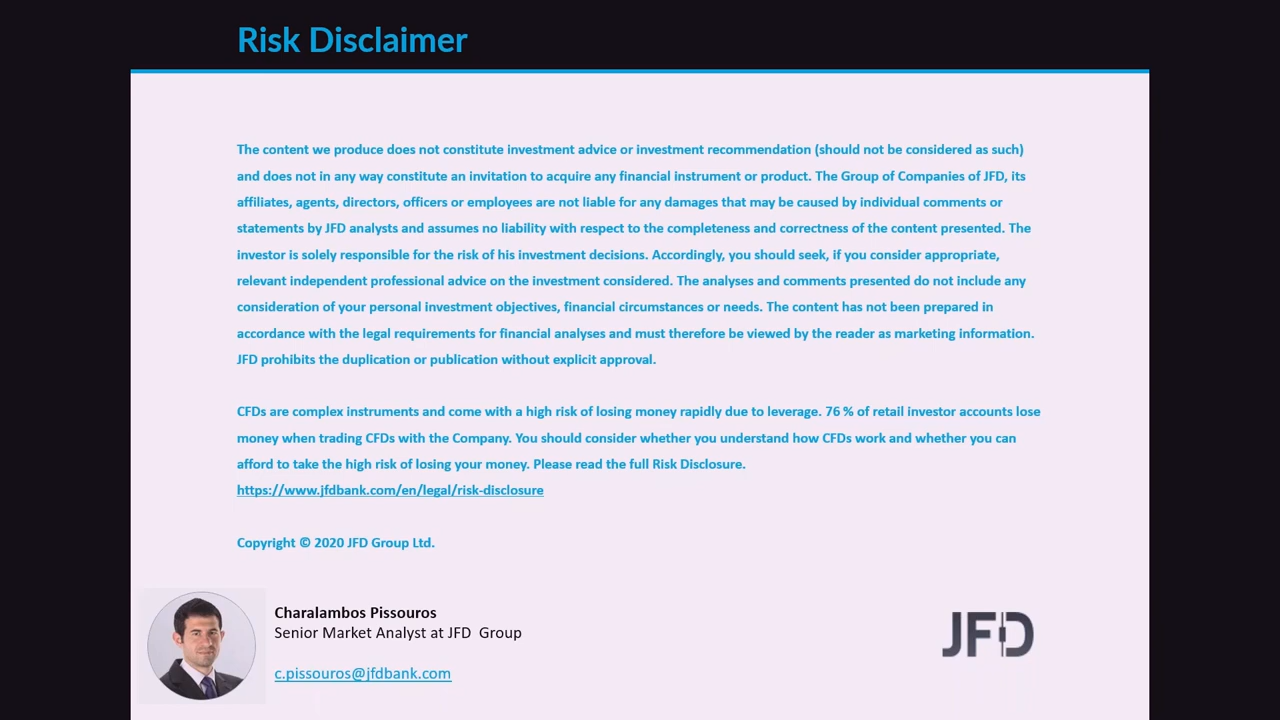 Risk Disclaimer
The content we produce does not constitute investment advice or investment recommendation (should not be considered as such)
and does not in any way constitute an invitation to acquire any financial instrument or product. The Group of Companies of JFD, its
affiliates, agents, directors, officers or employees are not liable for any damages that may be caused by individual comments or
statements by JFD analysts and assumes no liability with respect to the completeness and correctness of the content presented. The
investor is solely responsible for the risk of his investment decisions. Accordingly, you should seek, if you consider appropriate,
relevant independent professional advice on the investment considered. The analyses and comments presented do not include any
consideration of your personal investment objectives, financial circumstances or needs. The content has not been prepared in
accordance with the legal requirements for financial analyses and must therefore be viewed by the reader as marketing information.
JFD prohibits the duplication or publication without explicit approval.
CFDs are complex instruments and come with a high risk of losing money rapidly due to leverage. 76 % of retail investor accounts lose
money when trading CFDs with the Company. You should consider whether you understand how CFDs work and whether you can
afford to take the high risk of losing your money. Please read the full Risk Disclosure.
https://www.jfdbank.com/en/legal/risk-disclosure
Copyright © 2020 JFD Group Ltd.
Charalambos Pissouros
Senior Market Analyst at JFD  Group
c.pissouros@jfdbank.com
JFD